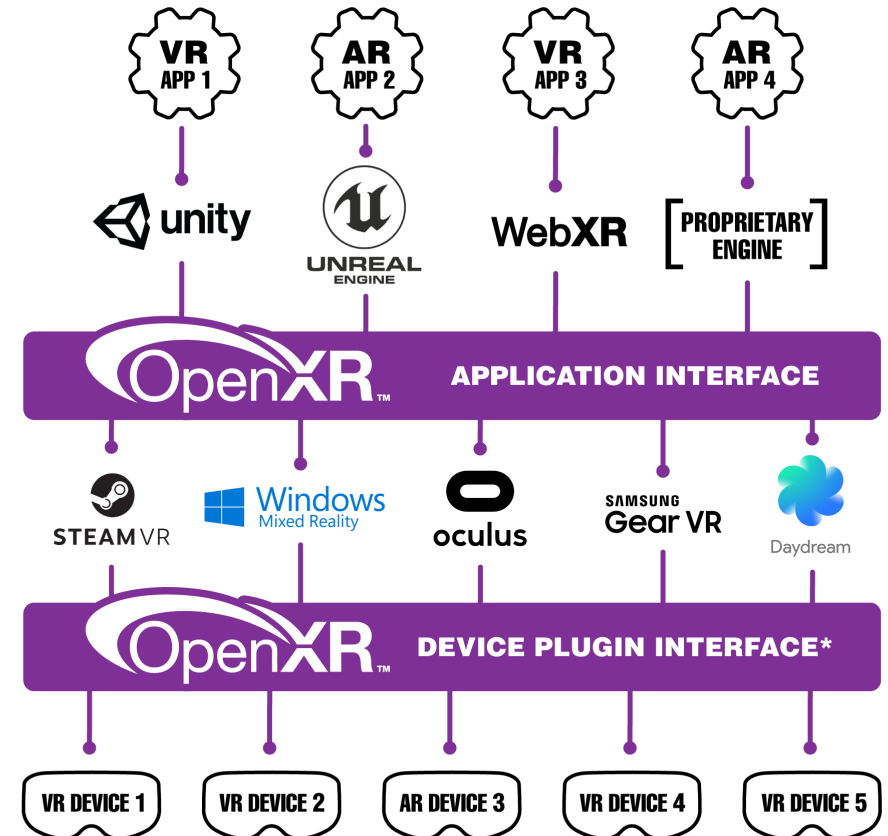 VR
APP 1
AR
APP 2
VR
APP 3
AR
APP 4
unity
UNREAL
ENGINE
WebXR
PROPRIETARY
ENGINE
OpenXR™ APPLICATION INTERFACE
STEAMVR
Windows
Mixed Reality
oculus
SAMSUNG
Gear VR
Daydream
OpenXR™ DEVICE PLUGIN INTERFACE*
VR DEVICE 1
VR DEVICE 2
AR DEVICE 3
VR DEVICE 4
VR DEVICE 5